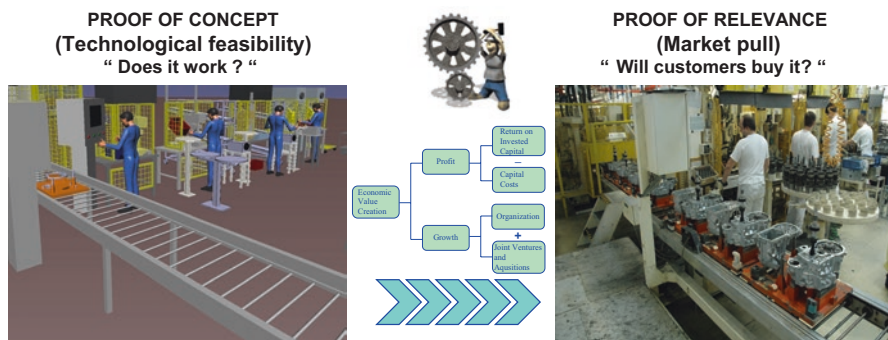 PROOF OF CONCEPT
(Technological feasibility)
“ Does it work ? “
PROOF OF RELEVANCE
(Market pull)
“ Will customers buy it? “
Economic
Value
Creation
Profit
Return on
Invested
Capital
–
Capital
Costs
Growth
Organization
+
Joint Ventures
and
Aqusitions